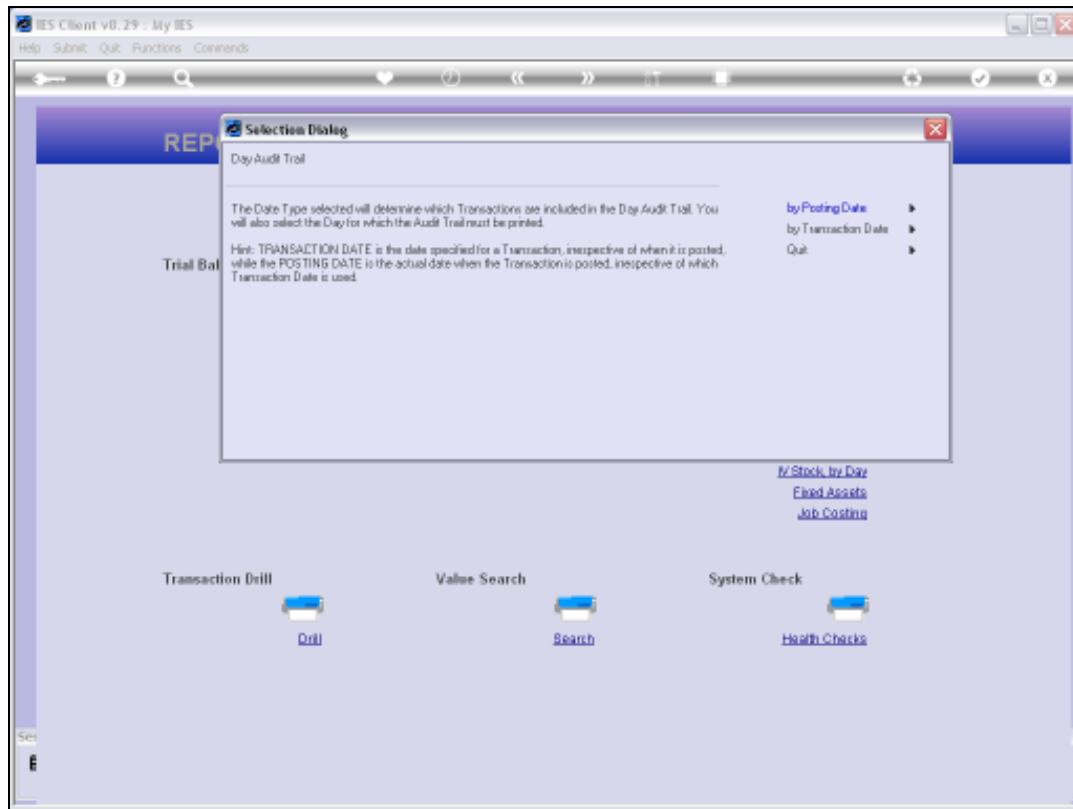 IES Client v8.29 : My IES
Help Submit Quit Functions Commands
REP
Selection Dialog
Day Audit Trail
The Date Type selected will determine which Transactions are included in the Day Audit Trail. You
will also select the Day for which the Audit Trail must be printed.
Hint: TRANSACTION DATE is the date specified for a Transaction, irrespective of when it is posted,
while the POSTING DATE is the actual date when the Transaction is posted, irrespective of which
Transaction Date is used.
by Posting Date
by Transaction Date
Quit
Trial Bal
IV Stock, by Day
Fixed Assets
Job Costing
Transaction Drill
Value Search
System Check
Drill
Search
Health Checks
Ser